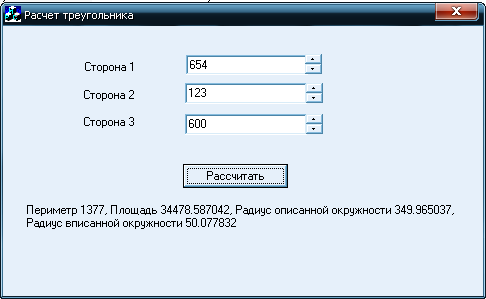 Расчет треугольника
Сторона 1 654
Сторона 2 123
Сторона 3 600
Рассчитать
Периметр 1377, Площадь 34478.587042, Радиус описанной окружности 349.965037,
Радиус вписанной окружности 50.077832